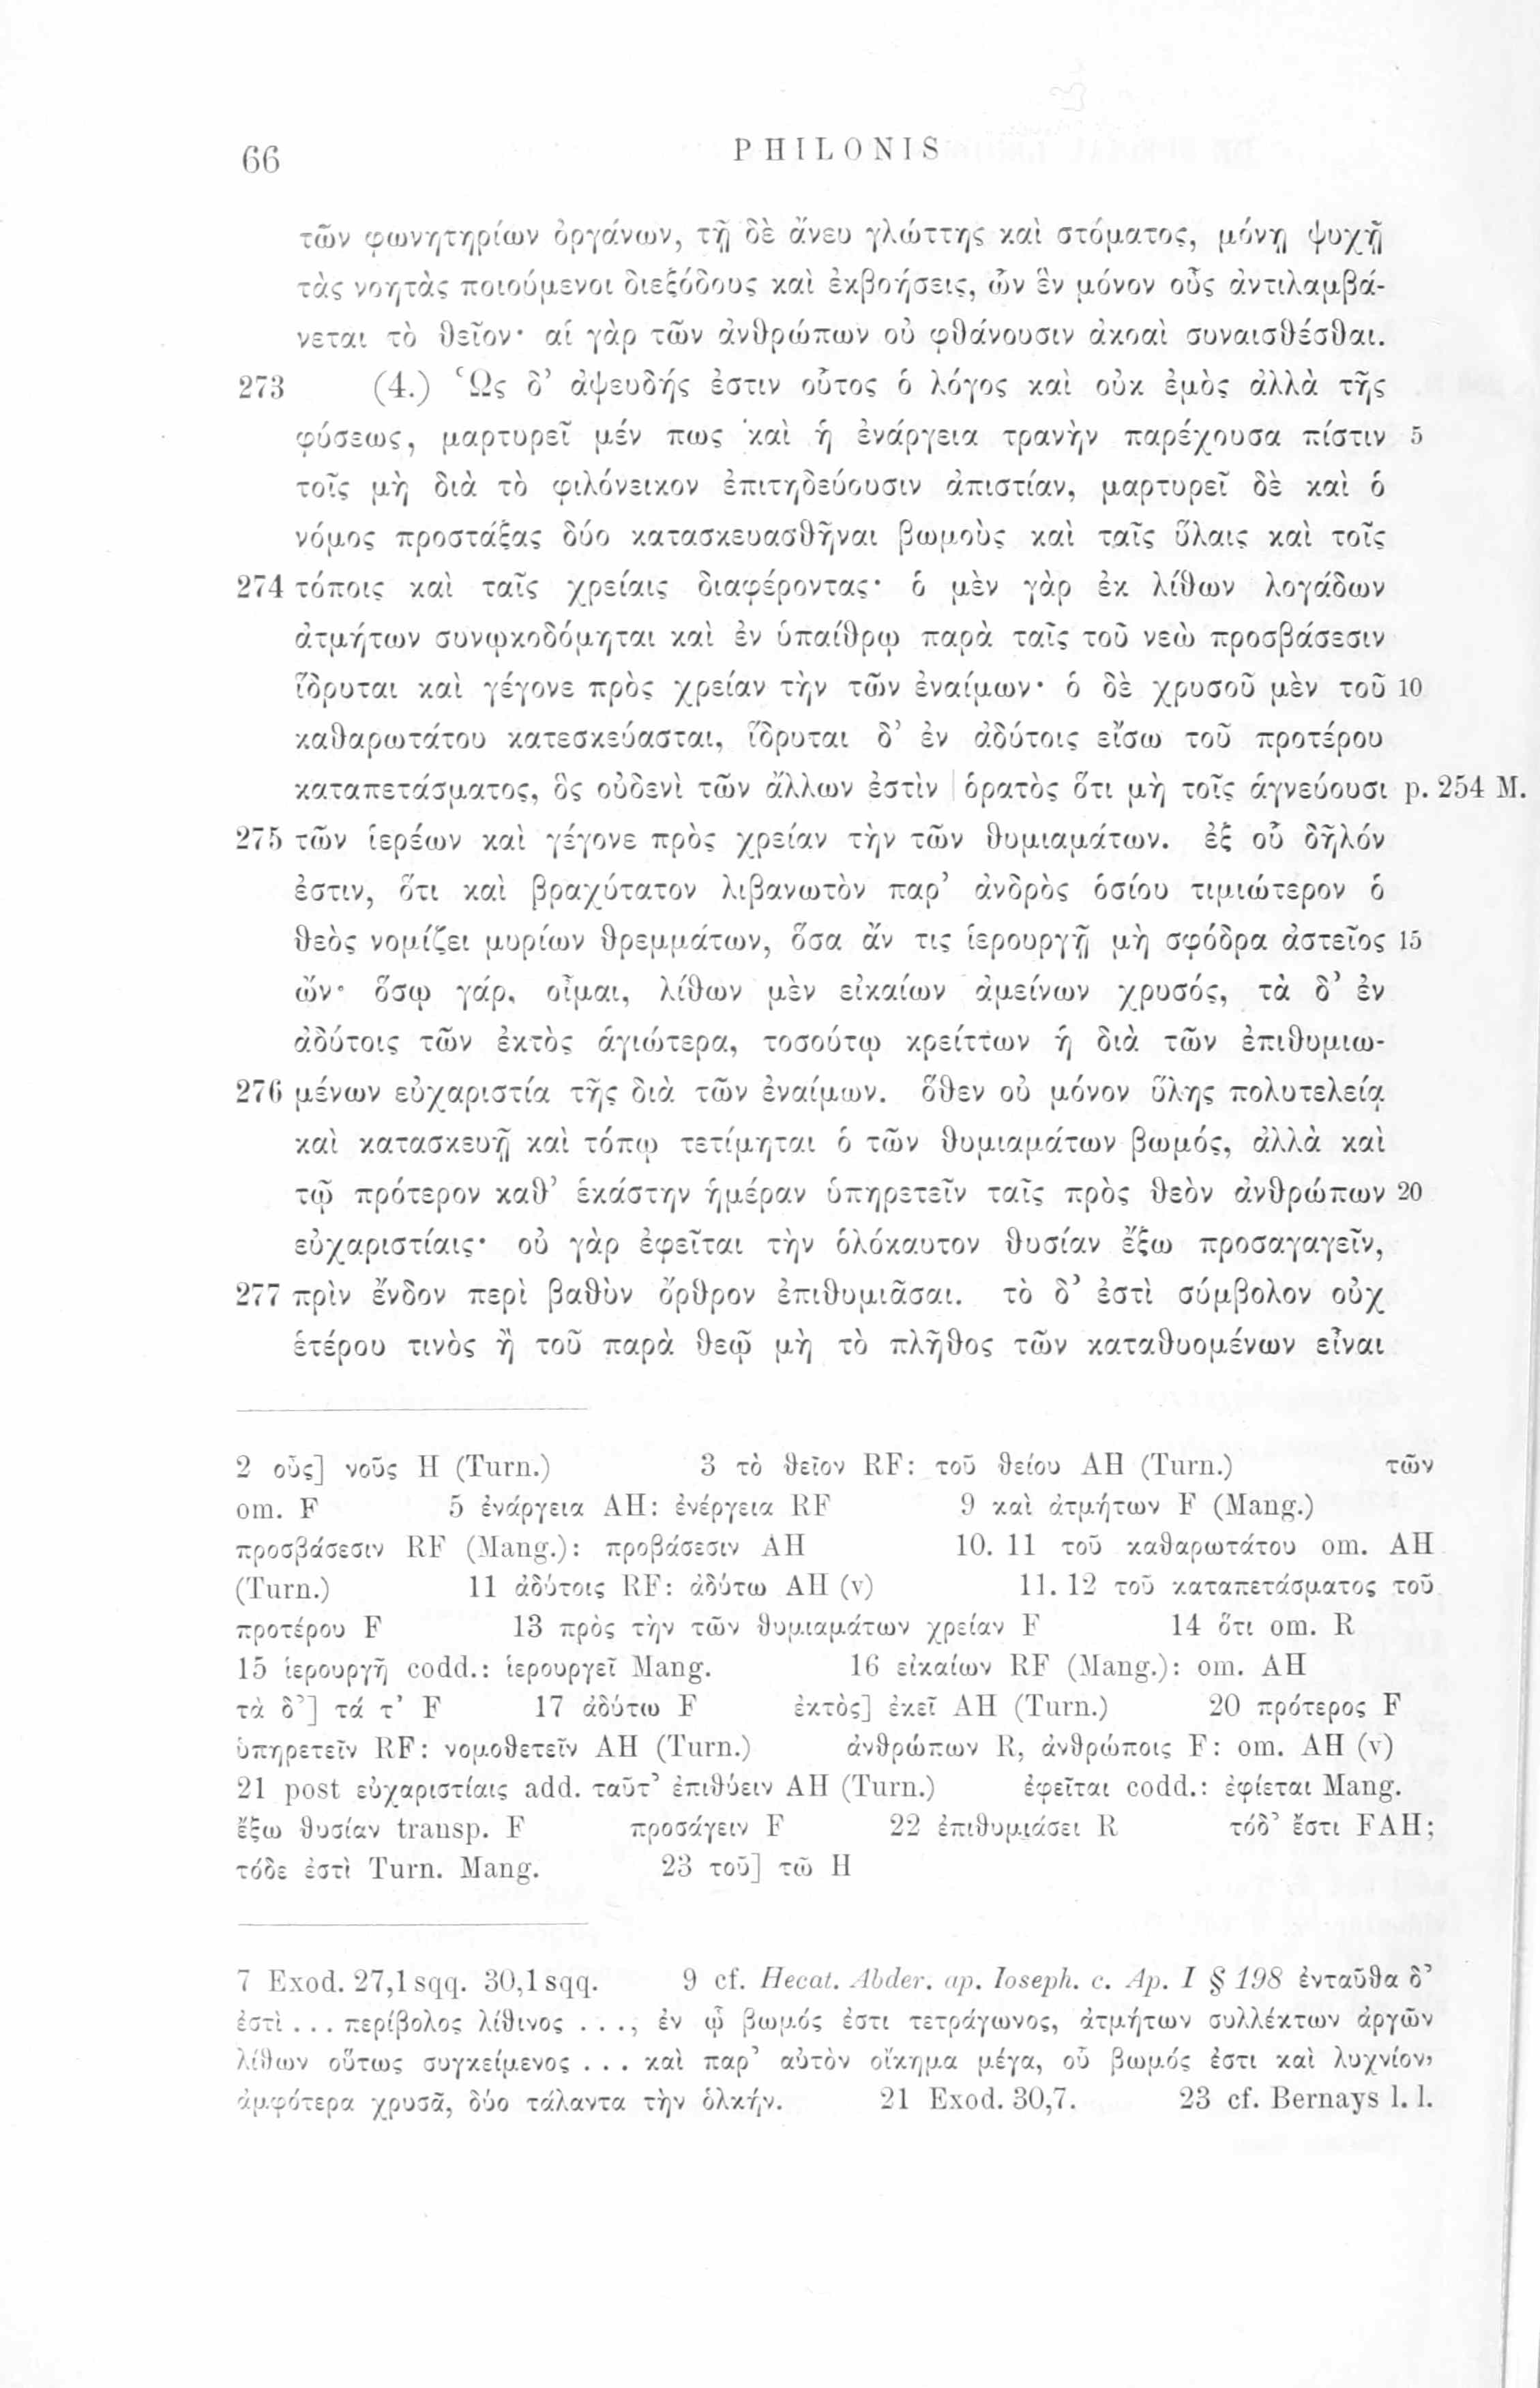 66 PHILONIS
τῶν φωνητηρίων ὀργάνων, τῇ δὲ ἄνευ γλώττης καὶ στόματος, μόνῃ ψυχῇ
τὰς νοητὰς ποιούμενοι διεξόδους καὶ ἐκβοήσεις, ὧν ἓν μόνον οὖς ἀντιλαμβά-
νεται τὸ θεῖον· αἱ γὰρ τῶν ἀνθρώπων οὐ φθάνουσιν ἀκοαὶ συναισθέσθαι.
273 (4.) Ὡς δ’ ἀψευδής ἐστιν οὗτος ὁ λόγος καὶ οὐκ ἐμὸς ἀλλὰ τῆς
φύσεως, μαρτυρεῖ μέν πως καὶ ἡ ἐνάργεια τρανὴν παρέχουσα πίστιν 5
τοῖς μὴ διὰ τὸ φιλόνεικον ἐπιτηδεύουσιν ἀπιστίαν, μαρτυρεῖ δὲ καὶ ὁ
νόμος προστάξας δύο κατασκευασθῆναι βωμοὺς καὶ ταῖς ὕλαις καὶ τοῖς
274 τόποις καὶ ταῖς χρείαις διαφέροντας· ὁ μὲν γὰρ ἐκ λίθων λογάδων
ἀτμήτων συνῳκοδόμηται καὶ ἐν ὑπαίθρῳ παρὰ ταῖς τοῦ νεὼ προσβάσεσιν
ἵδρυται καὶ γέγονε πρὸς χρείαν τὴν τῶν ἐναίμων· ὁ δὲ χρυσοῦ μὲν τοῦ 10
καθαρωτάτου κατεσκεύασται, ἵδρυται δ’ ἐν ἀδύτοις εἴσω τοῦ προτέρου
καταπετάσματος, ὃς οὐδενὶ τῶν ἄλλων ἐστὶν | ὁρατὸς ὅτι μὴ τοῖς ἁγνεύουσι p. 254 M.
275 τῶν ἱερέων καὶ γέγονε πρὸς χρείαν τὴν τῶν θυμιαμάτων. ἐξ οὗ δῆλόν
ἐστιν, ὅτι καὶ βραχύτατον λιβανωτὸν παρ’ ἀνδρὸς ὁσίου τιμιώτερον ὁ
θεὸς νομίζει μυρίων θρεμμάτων, ὅσα ἄν τις ἱερουργῇ μὴ σφόδρα ἀστεῖος 15
ὤν· ὅσῳ γάρ, οἶμαι, λίθων μὲν εἰκαίων ἀμείνων χρυσός, τὰ δ’ ἐν
ἀδύτοις τῶν ἐκτὸς ἁγιώτερα, τοσούτῳ κρείττων ἡ διὰ τῶν ἐπιθυμιω-
276 μένων εὐχαριστία τῆς διὰ τῶν ἐναίμων. ὅθεν οὐ μόνον ὕλης πολυτελείᾳ
καὶ κατασκευῇ καὶ τόπῳ τετίμηται ὁ τῶν θυμιαμάτων βωμός, ἀλλὰ καὶ
τῷ πρότερον καθ’ ἑκάστην ἡμέραν ὑπηρετεῖν ταῖς πρὸς θεὸν ἀνθρώπων 20
εὐχαριστίαις· οὐ γὰρ ἐφεῖται τὴν ὁλόκαυτον θυσίαν ἔξω προσαγαγεῖν,
277 πρὶν ἔνδον περὶ βαθὺν ὄρθρον ἐπιθυμιᾶσαι. τὸ δ’ ἐστὶ σύμβολον οὐχ
ἑτέρου τινὸς ἢ τοῦ παρὰ θεῷ μὴ τὸ πλῆθος τῶν καταθυομένων εἶναι
2 οὖς] νοῦς H (Turn.) 3 τὸ θεῖον RF: τοῦ θείου AH (Turn.) τῶν
om. F 5 ἐνάργεια AH: ἐνέργεια RF 9 καὶ ἀτμήτων F (Mang.)
προσβάσεσιν RF (Mang.): προβάσεσιν AH 10. 11 τοῦ καθαρωτάτου om. AH
(Turn.) 11 ἀδύτοις RF: ἀδύτω AH (v) 11. 12 τοῦ καταπετάσματος τοῦ
προτέρου F 13 πρὸς τὴν τῶν θυμιαμάτων χρείαν F 14 ὅτι om. R
15 ἱερουργῇ codd.: ἱερουργεῖ Mang. 16 εἰκαίων RF (Mang.): om. AH
τὰ δ’] τά τ’ F 17 ἀδύτω F ἐκτὸς] ἐκεῖ AH (Turn.) 20 πρότερος F
ὑπηρετεῖν RF: νομοθετεῖν AH (Turn.) ἀνθρώπων R, ἀνθρώποις F: om. AH (v)
21 post εὐχαριστίαις add. ταῦτ’ ἐπιθύειν AH (Turn.) ἐφεῖται codd.: ἐφίεται Mang.
ἔξω θυσίαν transp. F προσάγειν F 22 ἐπιθυμιάσει R τόδ’ ἔστι FAH;
τόδε ἐστὶ Turn. Mang. 23 τοῦ] τῶ H
7 Exod. 27,1 sqq. 30,1 sqq. 9 cf. Hecat. Abder. ap. Ioseph. c. Ap. I § 198 ἐνταῦθα δ’
ἐστὶ ... περίβολος λίθινος ..., ἐν ᾧ βωμός ἐστι τετράγωνος, ἀτμήτων συλλέκτων ἀργῶν
λίθων οὕτως συγκείμενος ... καὶ παρ’ αὐτὸν οἴκημα μέγα, οὗ βωμός ἐστι καὶ λυχνίον,
ἀμφότερα χρυσᾶ, δύο τάλαντα τὴν ὁλκήν. 21 Exod. 30,7. 23 cf. Bernays l. l.